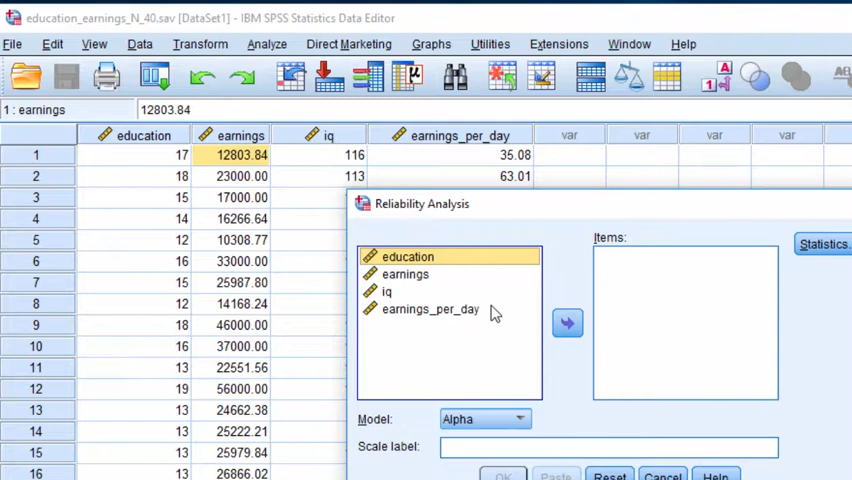 education_earnings_N_40.sav [DataSet1] - IBM SPSS Statistics Data Editor
File Edit View Data Transform Analyze Direct Marketing Graphs Utilities Extensions Window Help
1 : earnings 12803.84
education earnings iq earnings_per_day var var var var
1 17 12803.84 116 35.08
2 18 23000.00 113 63.01
3 15 17000.00
4 14 16266.64
5 12 10308.77
6 16 33000.00
7 15 25987.80
8 12 14168.24
9 18 46000.00
10 16 37000.00
11 13 22551.56
12 19 56000.00
13 13 24662.38
14 13 25222.21
15 13 25979.84
16 13 26866.02
Reliability Analysis
Items:
Statistics...
education
earnings
iq
earnings_per_day
Model: Alpha
Scale label:
OK Paste Reset Cancel Help